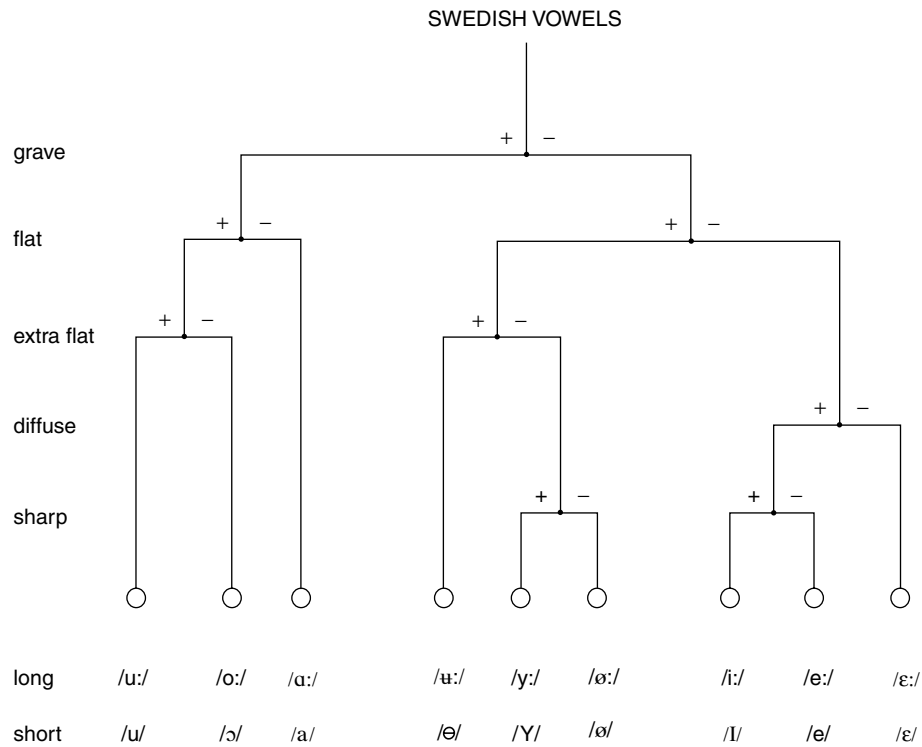 SWEDISH VOWELS
+ −
grave
+ − + −
flat
+ − + −
extra flat
+ −
diffuse
+ − + −
sharp
long /u:/ /o:/ /ɑ:/ /ʉ:/ /y:/ /ø:/ /i:/ /e:/ /ɛ:/
short /u/ /ɔ/ /a/ /ɵ/ /Y/ /ø/ /I/ /e/ /ɛ/